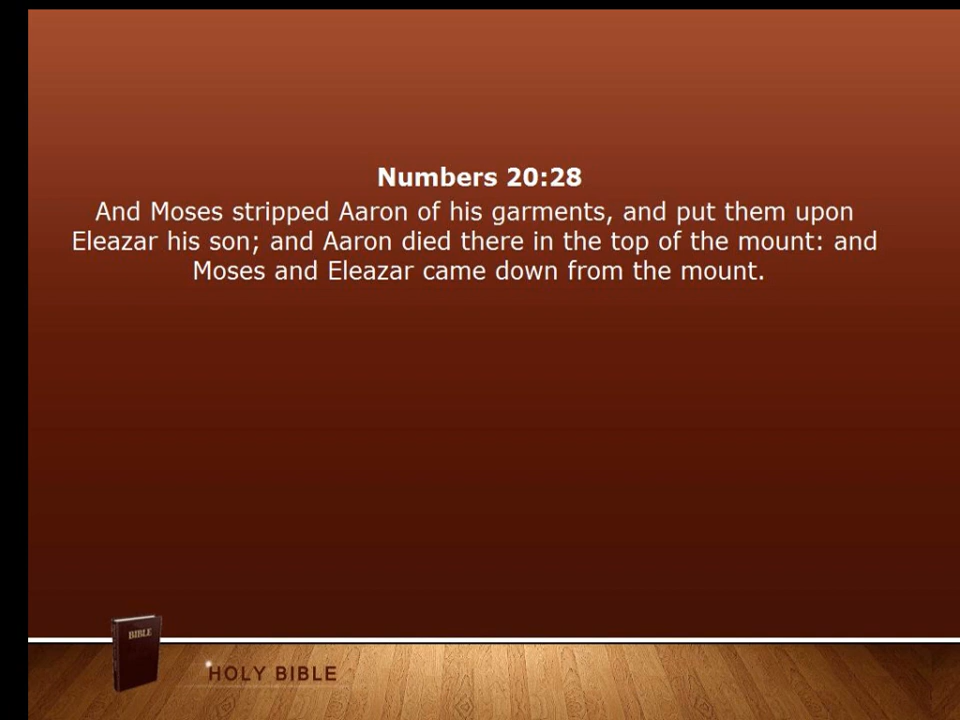 Numbers 20:28
And Moses stripped Aaron of his garments, and put them upon
Eleazar his son; and Aaron died there in the top of the mount: and
Moses and Eleazar came down from the mount.
BIBLE
HOLY BIBLE